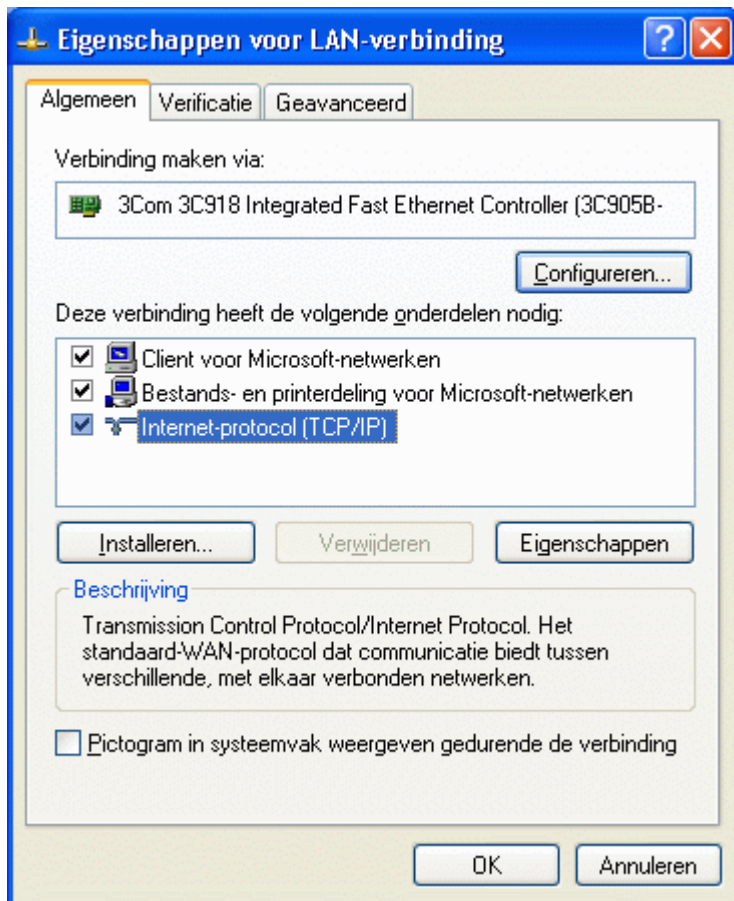 Eigenschappen voor LAN-verbinding
Algemeen Verificatie Geavanceerd
Verbinding maken via:
3Com 3C918 Integrated Fast Ethernet Controller (3C905B-
Configureren...
Deze verbinding heeft de volgende onderdelen nodig:
Client voor Microsoft-netwerken
Bestands- en printerdeling voor Microsoft-netwerken
Internet-protocol (TCP/IP)
Installeren... Verwijderen Eigenschappen
Beschrijving
Transmission Control Protocol/Internet Protocol. Het
standaard-WAN-protocol dat communicatie biedt tussen
verschillende, met elkaar verbonden netwerken.
Pictogram in systeemvak weergeven gedurende de verbinding
OK Annuleren